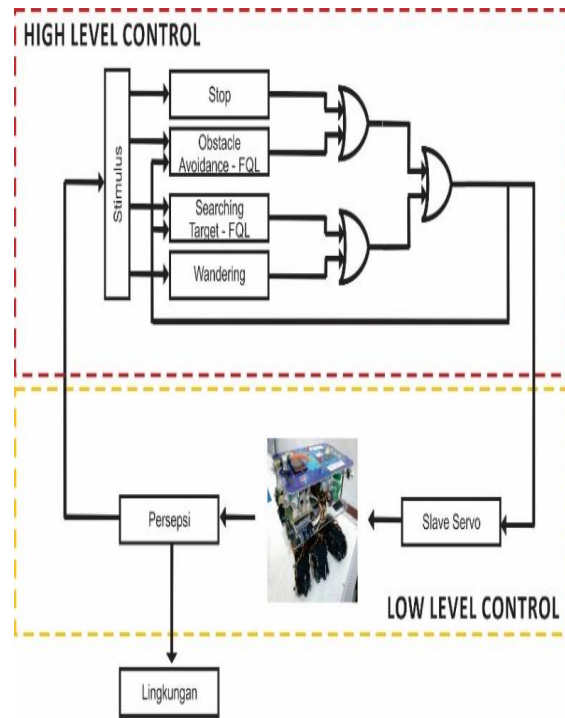 HIGH LEVEL CONTROL
Stimulus
Stop
Obstacle
Avoidance - FQL
Searching
Target - FQL
Wandering
Persepsi
Slave Servo
LOW LEVEL CONTROL
Lingkungan